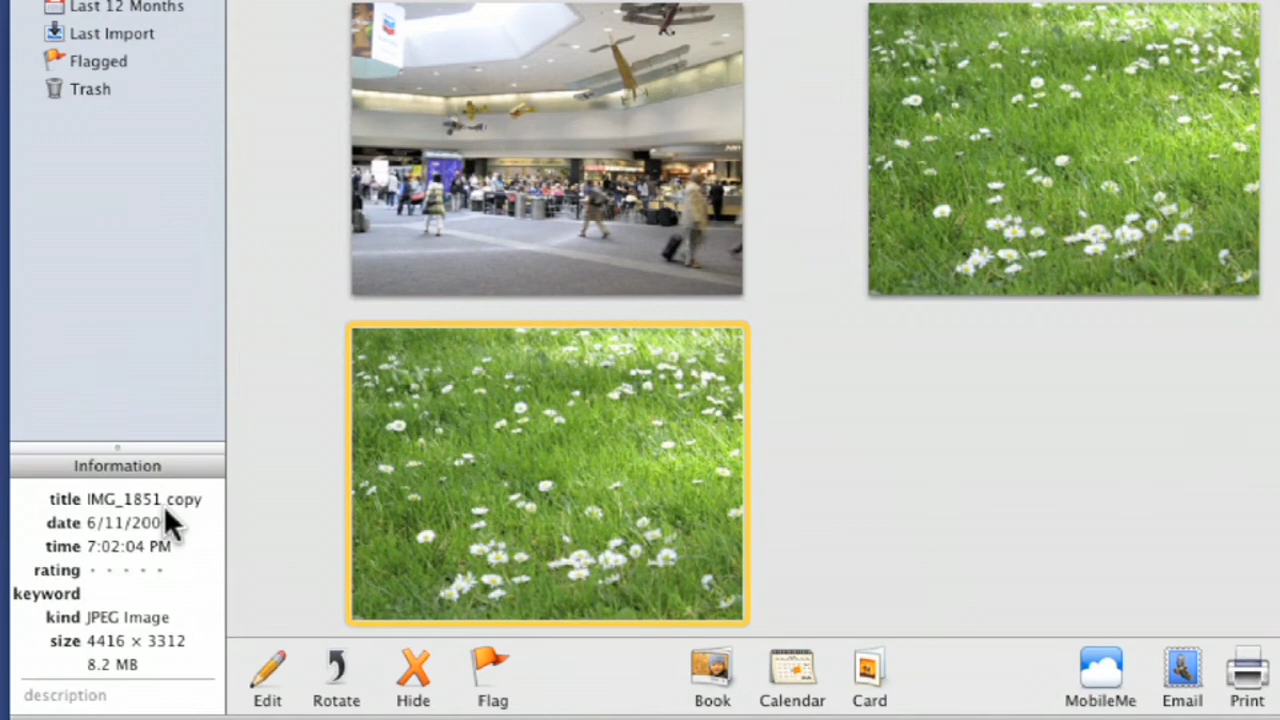 Last 12 Months
Last Import
Flagged
Trash
Information
title IMG_1851 copy
date 6/11/200
time 7:02:04 PM
rating · · · · ·
keyword
kind JPEG Image
size 4416 × 3312
8.2 MB
description
Edit Rotate Hide Flag Book Calendar Card MobileMe Email Print